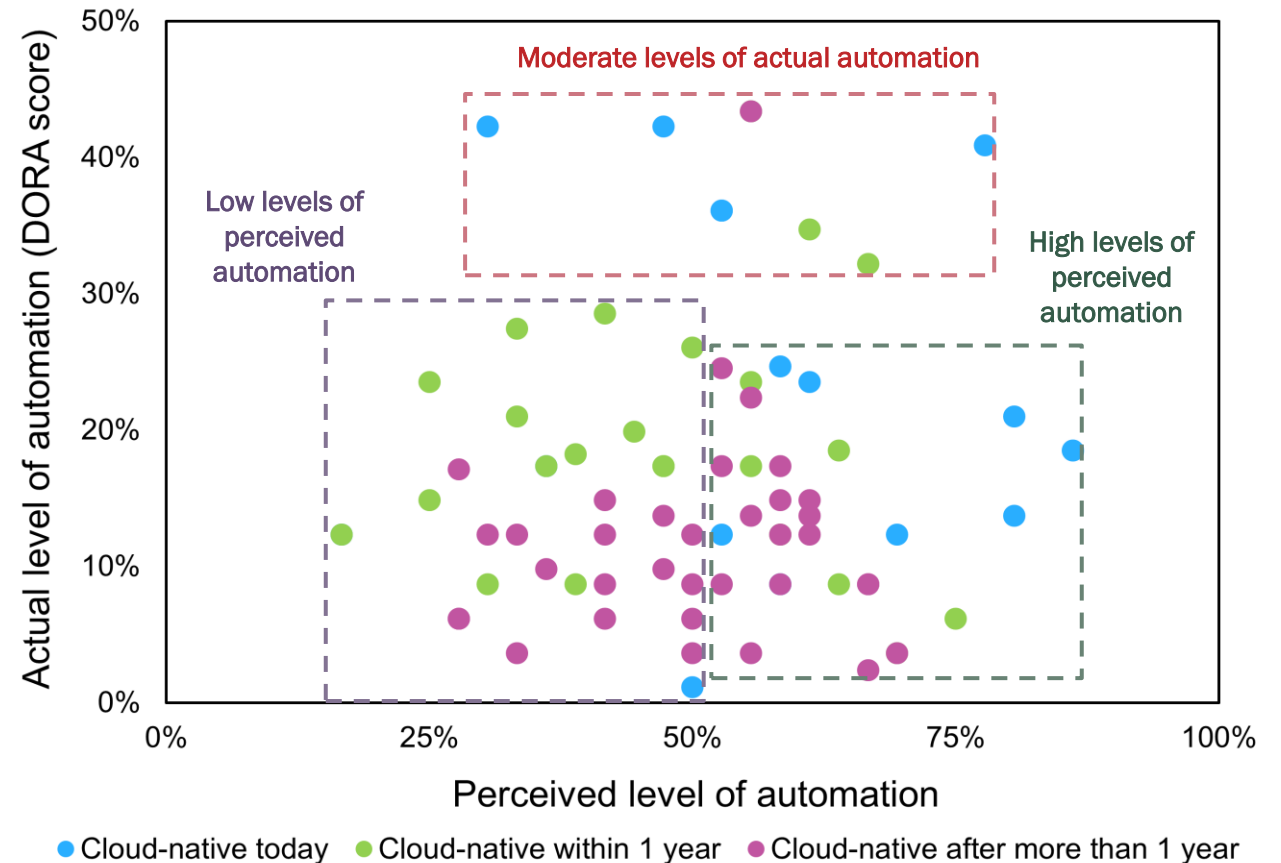 50%
40%
30%
20%
10%
0%
Actual level of automation (DORA score)
Moderate levels of actual automation
Low levels of
perceived
automation
High levels of
perceived
automation
0%
25%
50%
75%
100%
Perceived level of automation
Cloud-native today
Cloud-native within 1 year
Cloud-native after more than 1 year